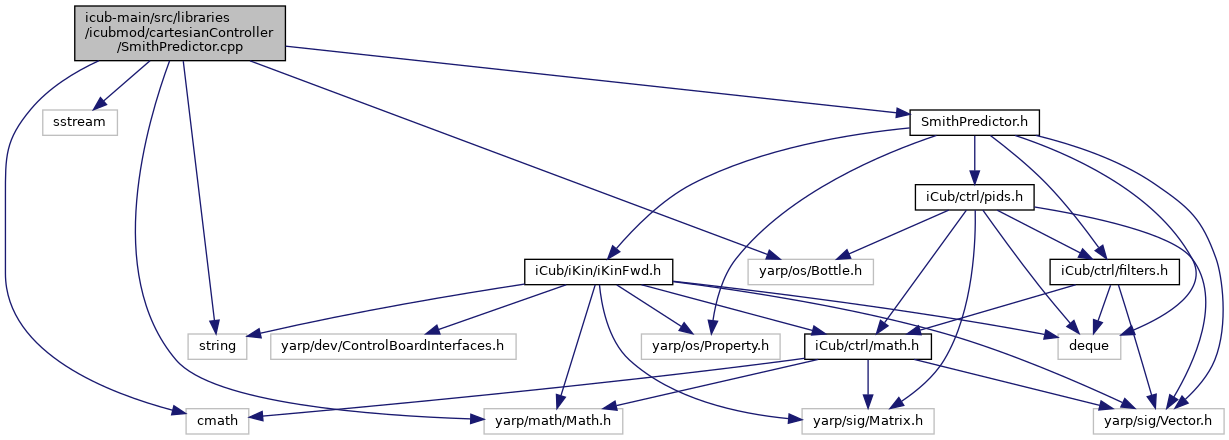 icub-main/src/libraries
/icubmod/cartesianController
/SmithPredictor.cpp
sstream
SmithPredictor.h
iCub/ctrl/pids.h
iCub/iKin/iKinFwd.h
yarp/os/Bottle.h
iCub/ctrl/filters.h
string
yarp/dev/ControlBoardInterfaces.h
yarp/os/Property.h
iCub/ctrl/math.h
deque
cmath
yarp/math/Math.h
yarp/sig/Matrix.h
yarp/sig/Vector.h